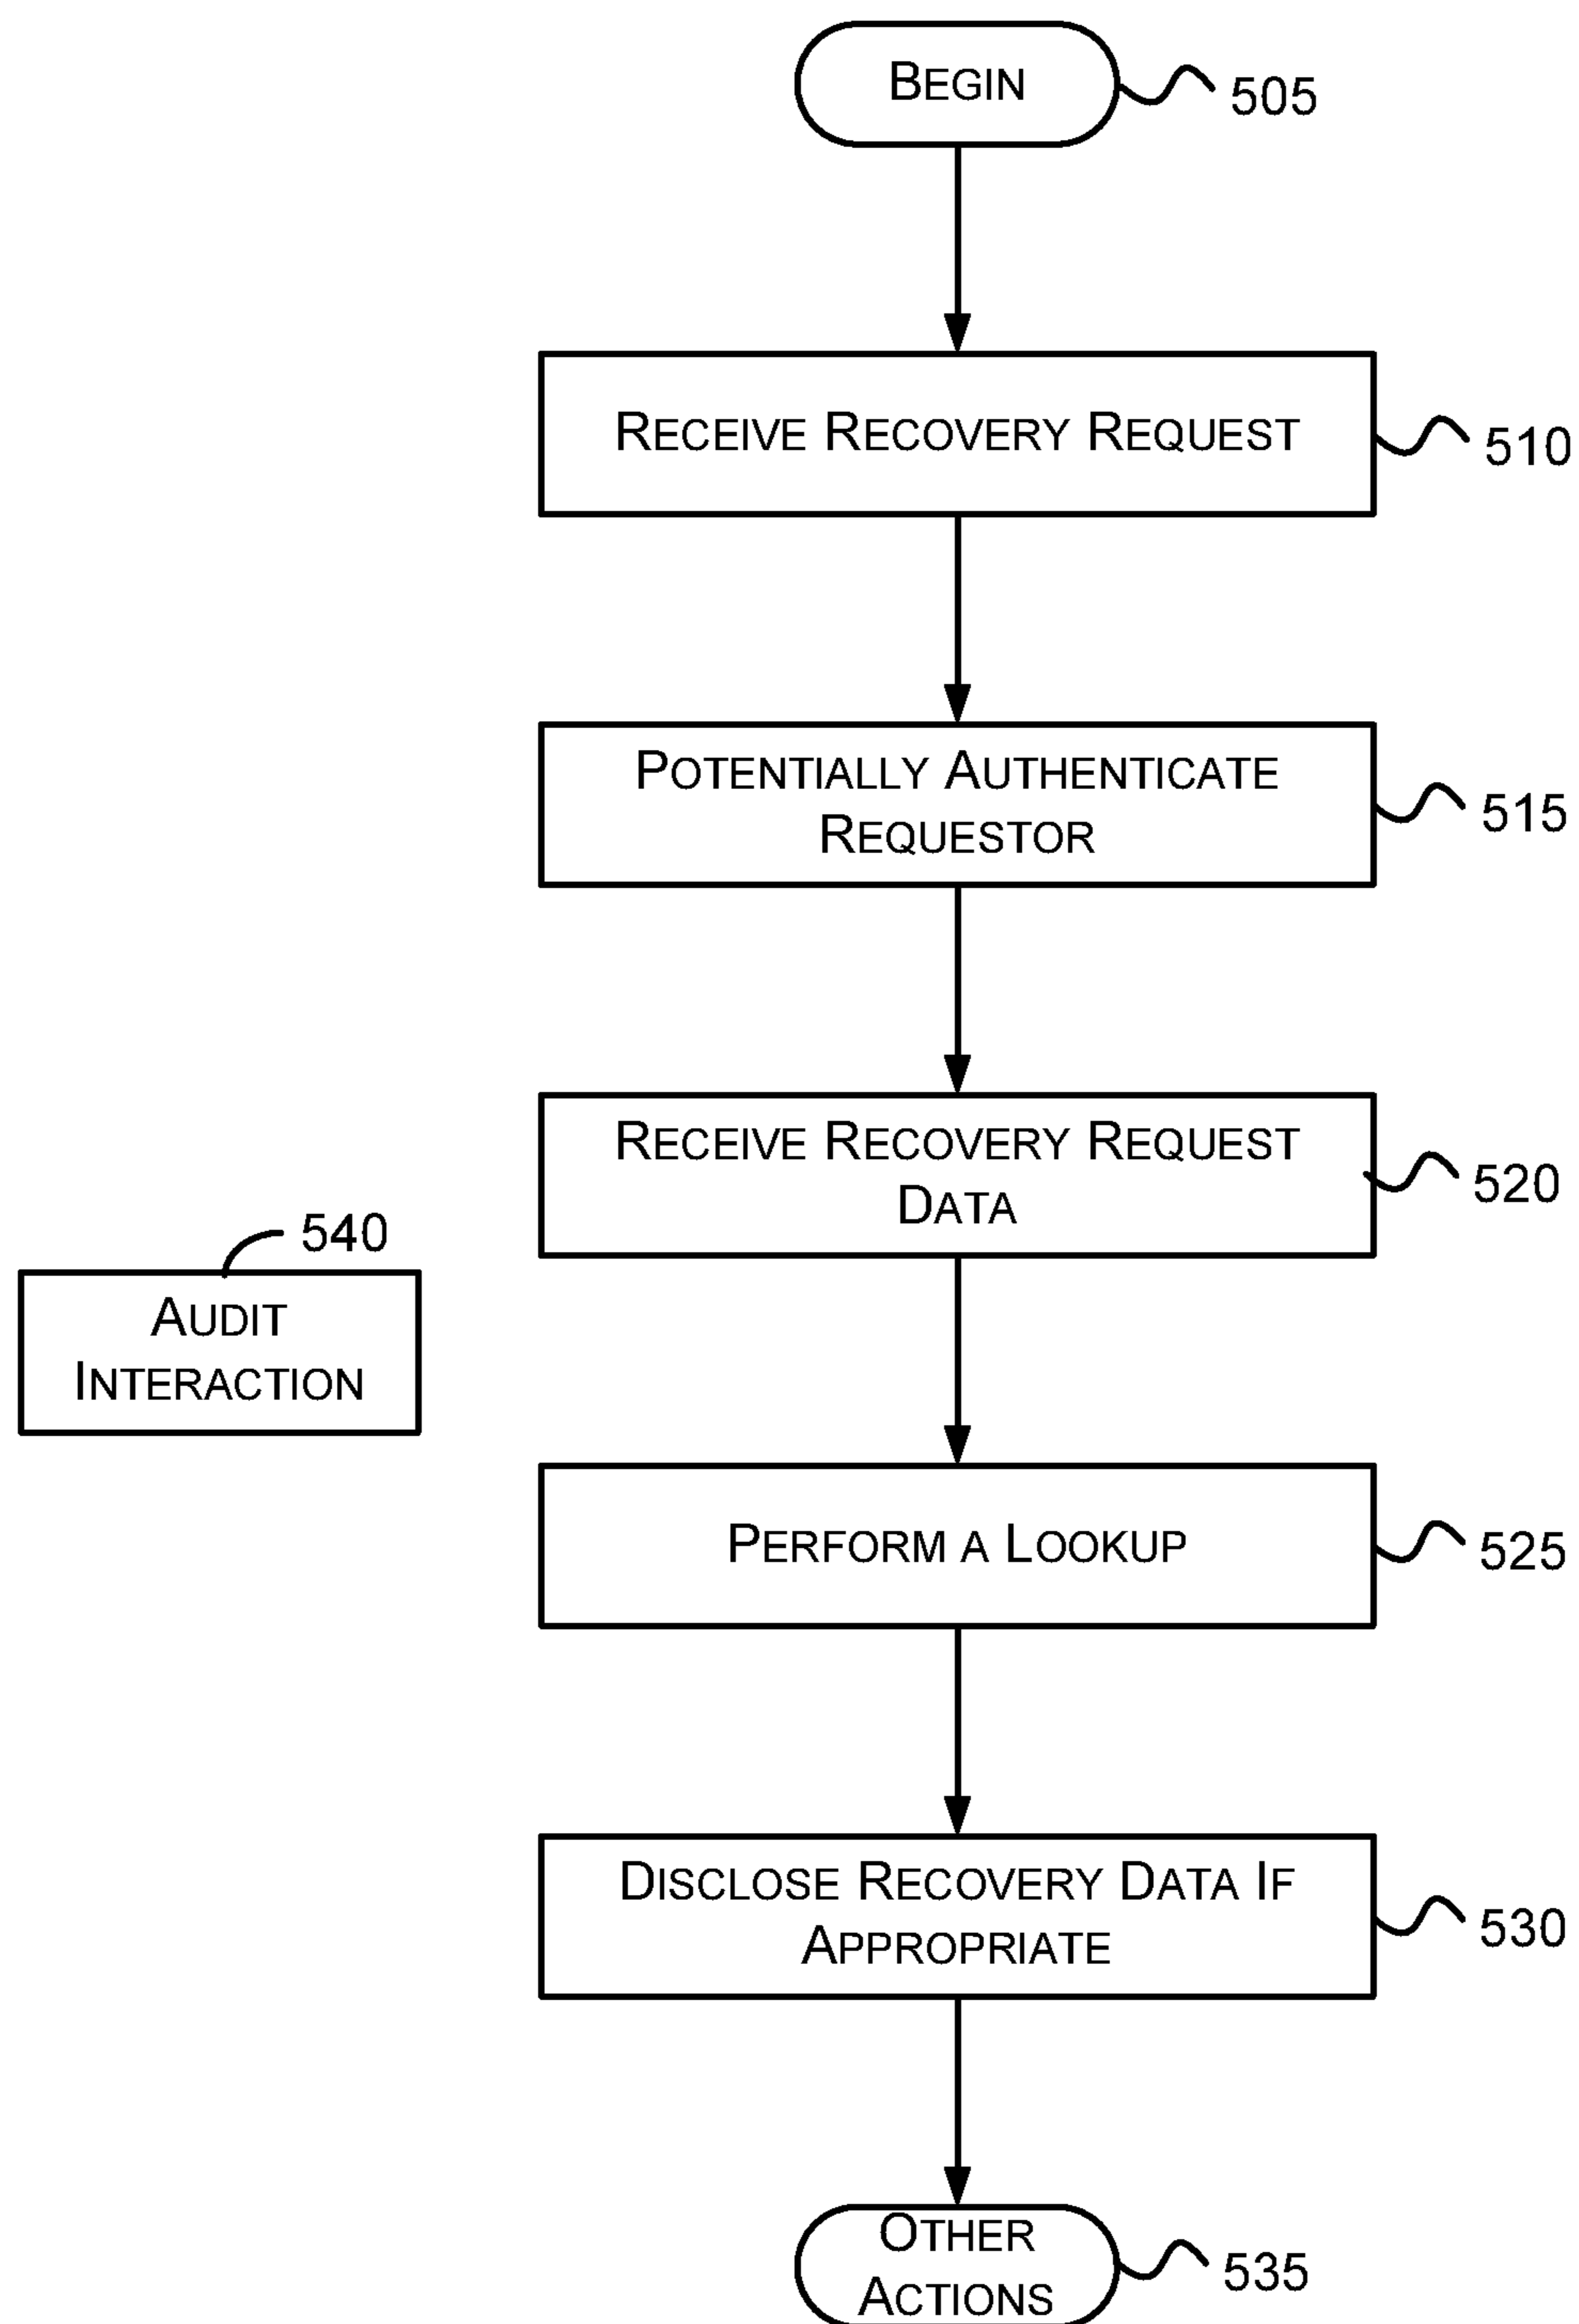 BEGIN
505
RECEIVE RECOVERY REQUEST
510
POTENTIALLY AUTHENTICATE
REQUESTOR
515
RECEIVE RECOVERY REQUEST
DATA
520
540
AUDIT
INTERACTION
PERFORM A LOOKUP
525
DISCLOSE RECOVERY DATA IF
APPROPRIATE
530
OTHER
ACTIONS
535